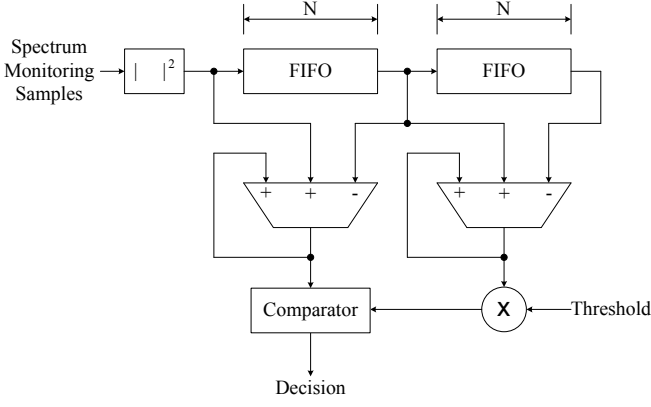 N
N
Spectrum
Monitoring
Samples
| |²
FIFO
FIFO
+ + -
+ + -
Comparator
X
Threshold
Decision